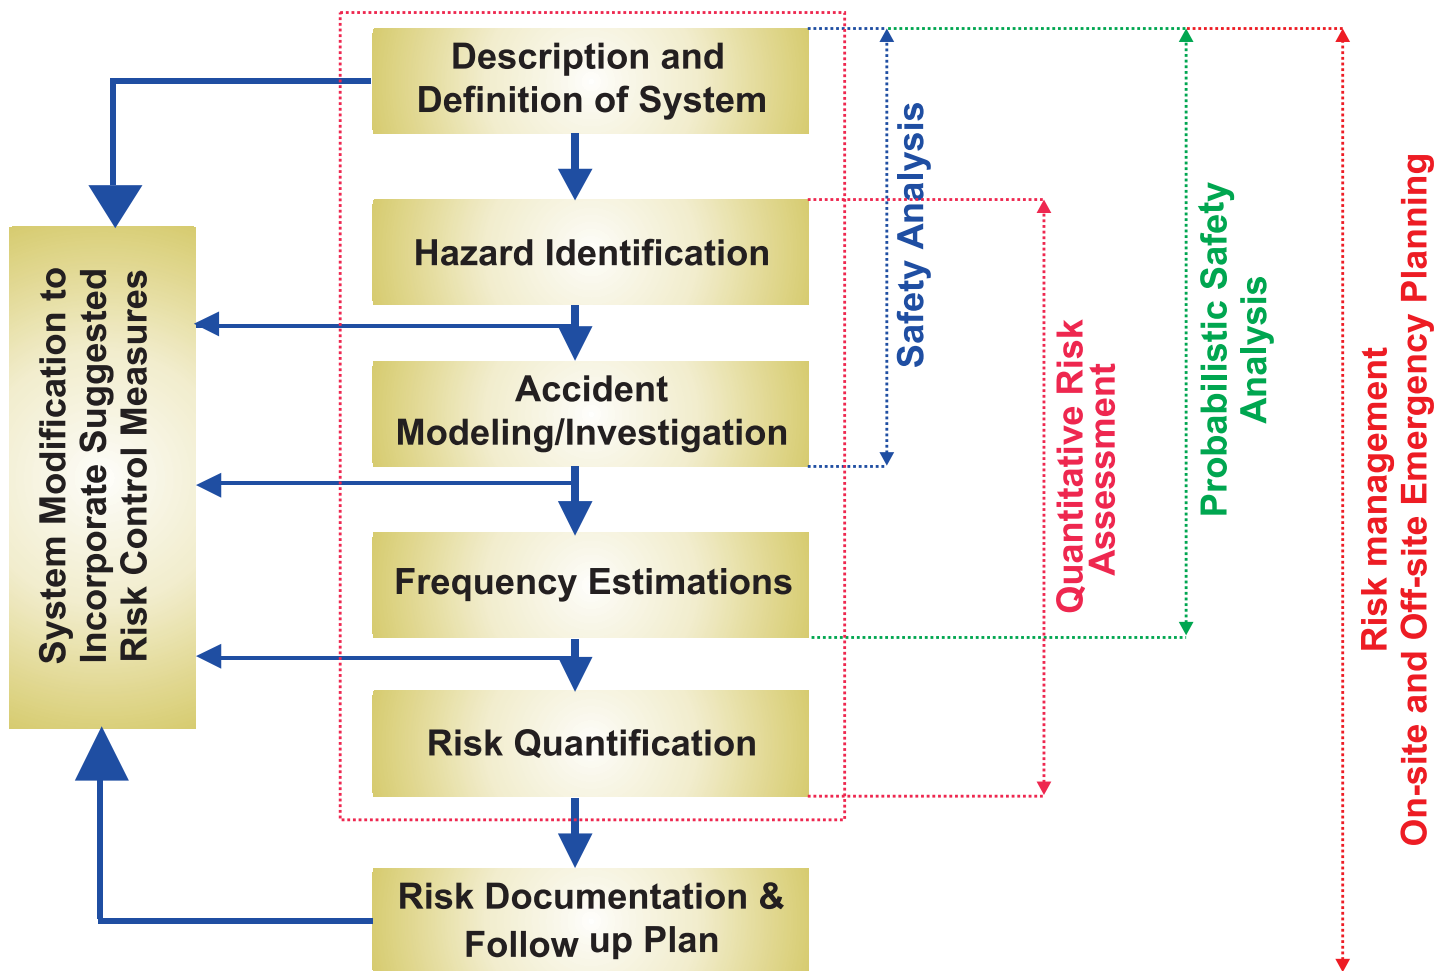 Description and
Definition of System
Hazard Identification
Accident
Modeling/Investigation
Frequency Estimations
Risk Quantification
Risk Documentation &
Follow up Plan
System Modification to
Incorporate Suggested
Risk Control Measures
Safety Analysis
Quantitative Risk
Assessment
Probabilistic Safety
Analysis
Risk management
On-site and Off-site Emergency Planning